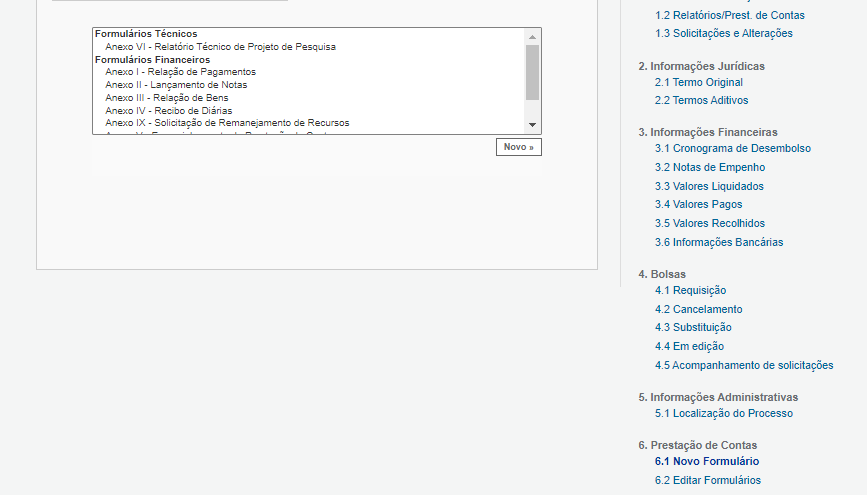 Formulários Técnicos
Anexo VI - Relatório Técnico de Projeto de Pesquisa
Formulários Financeiros
Anexo I - Relação de Pagamentos
Anexo II - Lançamento de Notas
Anexo III - Relação de Bens
Anexo IV - Recibo de Diárias
Anexo IX - Solicitação de Remanejamento de Recursos
Novo »
1.2 Relatórios/Prest. de Contas
1.3 Solicitações e Alterações
2. Informações Jurídicas
2.1 Termo Original
2.2 Termos Aditivos
3. Informações Financeiras
3.1 Cronograma de Desembolso
3.2 Notas de Empenho
3.3 Valores Liquidados
3.4 Valores Pagos
3.5 Valores Recolhidos
3.6 Informações Bancárias
4. Bolsas
4.1 Requisição
4.2 Cancelamento
4.3 Substituição
4.4 Em edição
4.5 Acompanhamento de solicitações
5. Informações Administrativas
5.1 Localização do Processo
6. Prestação de Contas
6.1 Novo Formulário
6.2 Editar Formulários